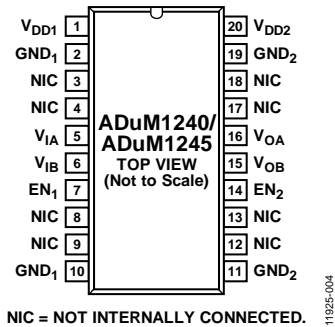 VDD1 1 20 VDD2
GND1 2 19 GND2
NIC 3 18 NIC
NIC 4 17 NIC
ADuM1240/
ADuM1245
TOP VIEW
(Not to Scale)
VIA 5 16 VOA
VIB 6 15 VOB
EN1 7 14 EN2
NIC 8 13 NIC
NIC 9 12 NIC
GND1 10 11 GND2
NIC = NOT INTERNALLY CONNECTED.
11925-004